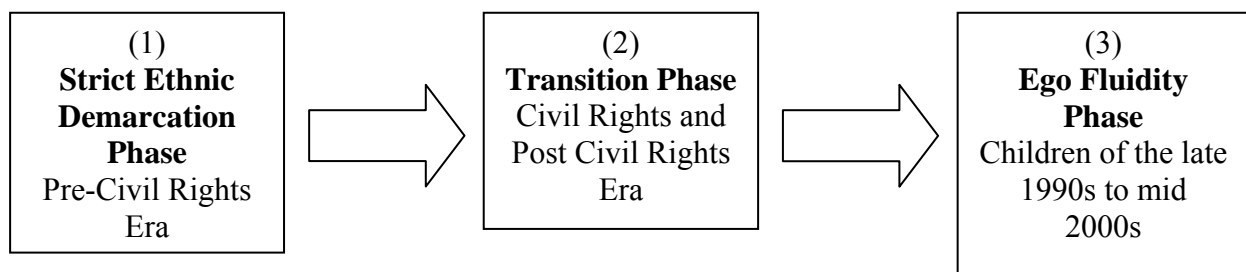 (1)
Strict Ethnic
Demarcation
Phase
Pre-Civil Rights
Era
(2)
Transition Phase
Civil Rights and
Post Civil Rights
Era
(3)
Ego Fluidity
Phase
Children of the late
1990s to mid
2000s